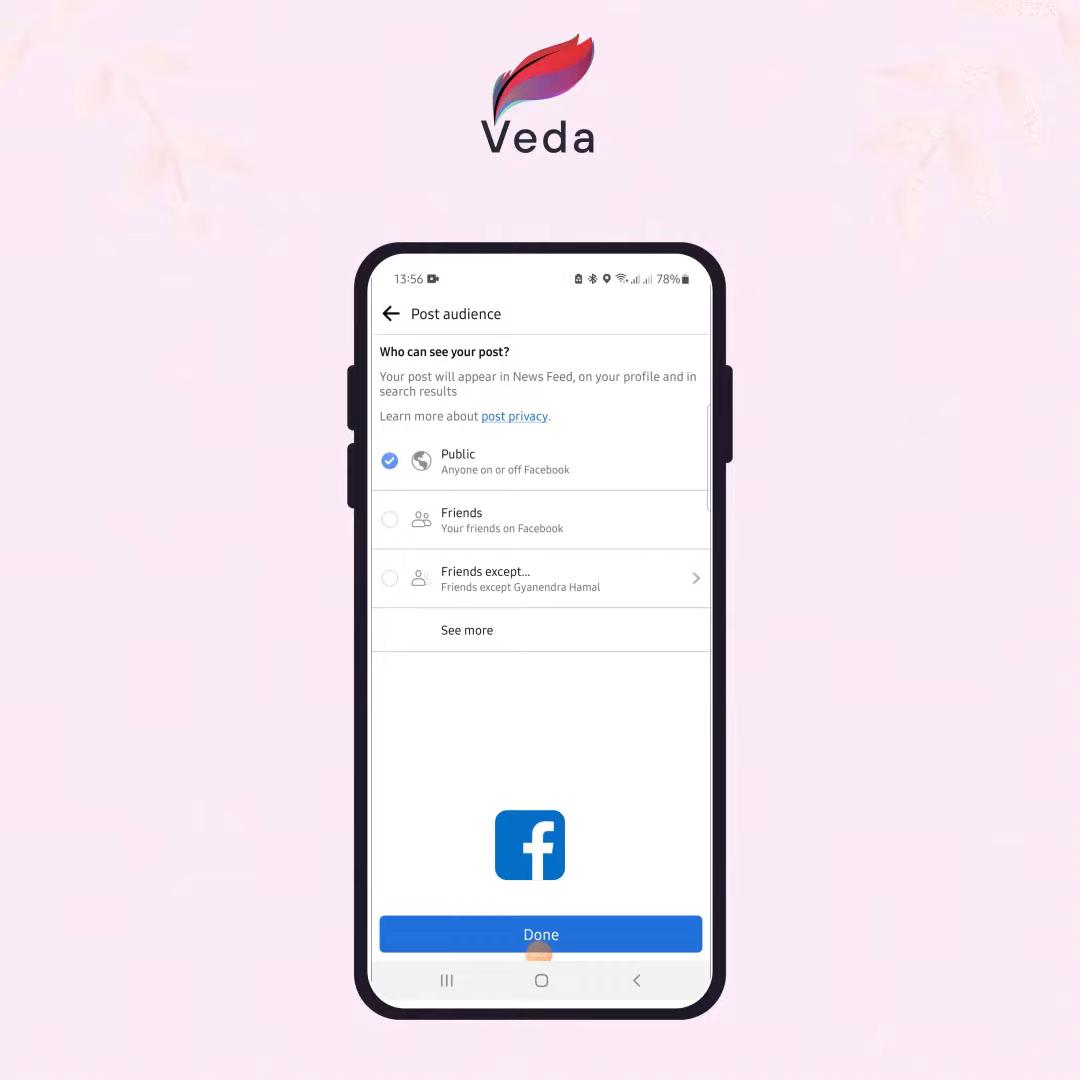 Veda
13:56
78%
Post audience
Who can see your post?
Your post will appear in News Feed, on your profile and in
search results
Learn more about post privacy.
Public
Anyone on or off Facebook
Friends
Your friends on Facebook
Friends except...
Friends except Gyanendra Hamal
See more
f
Done